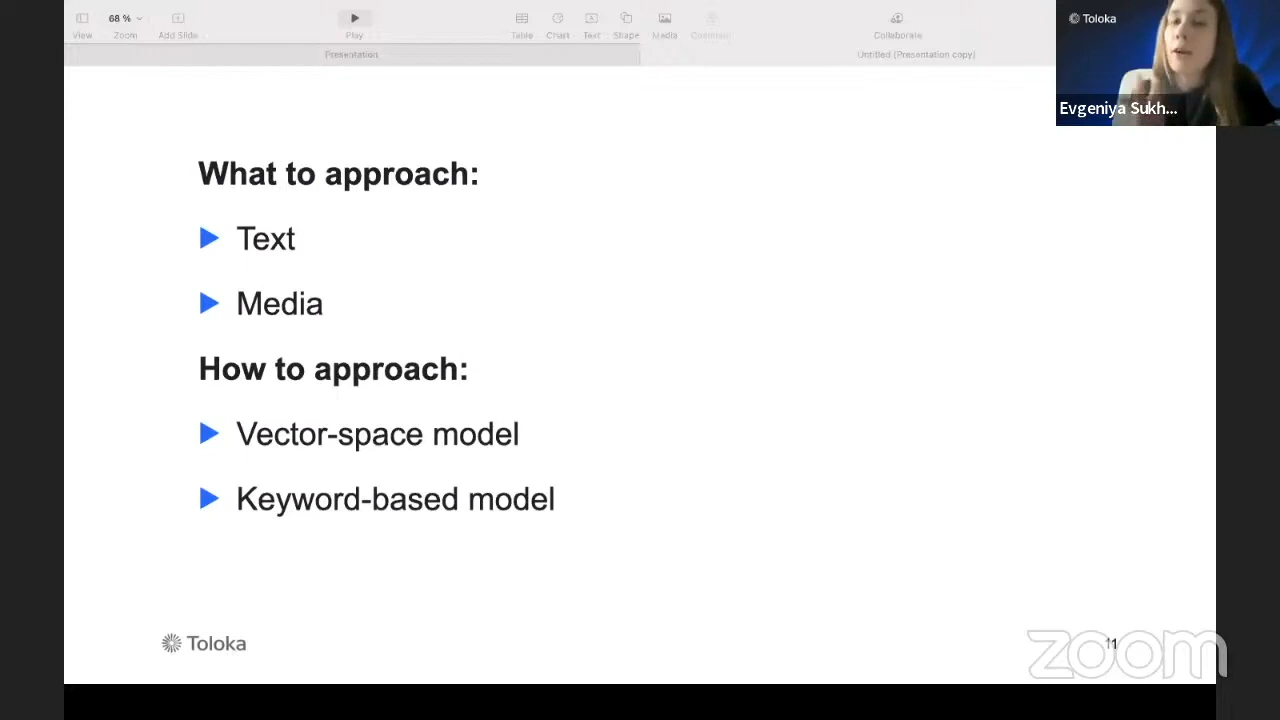 68 %
View
Zoom
Add Slide
Play
Table
Chart
Text
Shape
Media
Comment
Collaborate
Presentation
Untitled (Presentation copy)
Toloka
Evgeniya Sukh...
What to approach:
Text
Media
How to approach:
Vector-space model
Keyword-based model
Toloka
11
zoom